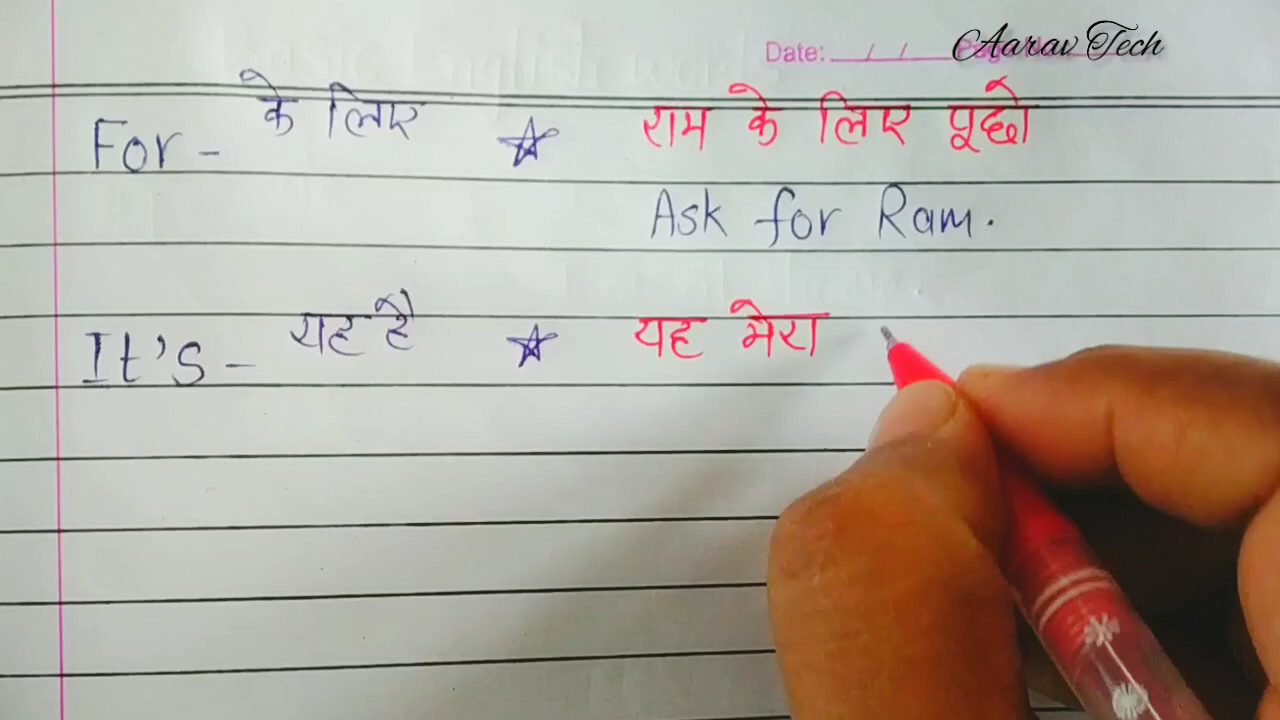 Date: / / Aarav Tech
For - के लिए ☆ राम के लिए पूछो
Ask for Ram.
It's - यह है ☆ यह मेरा